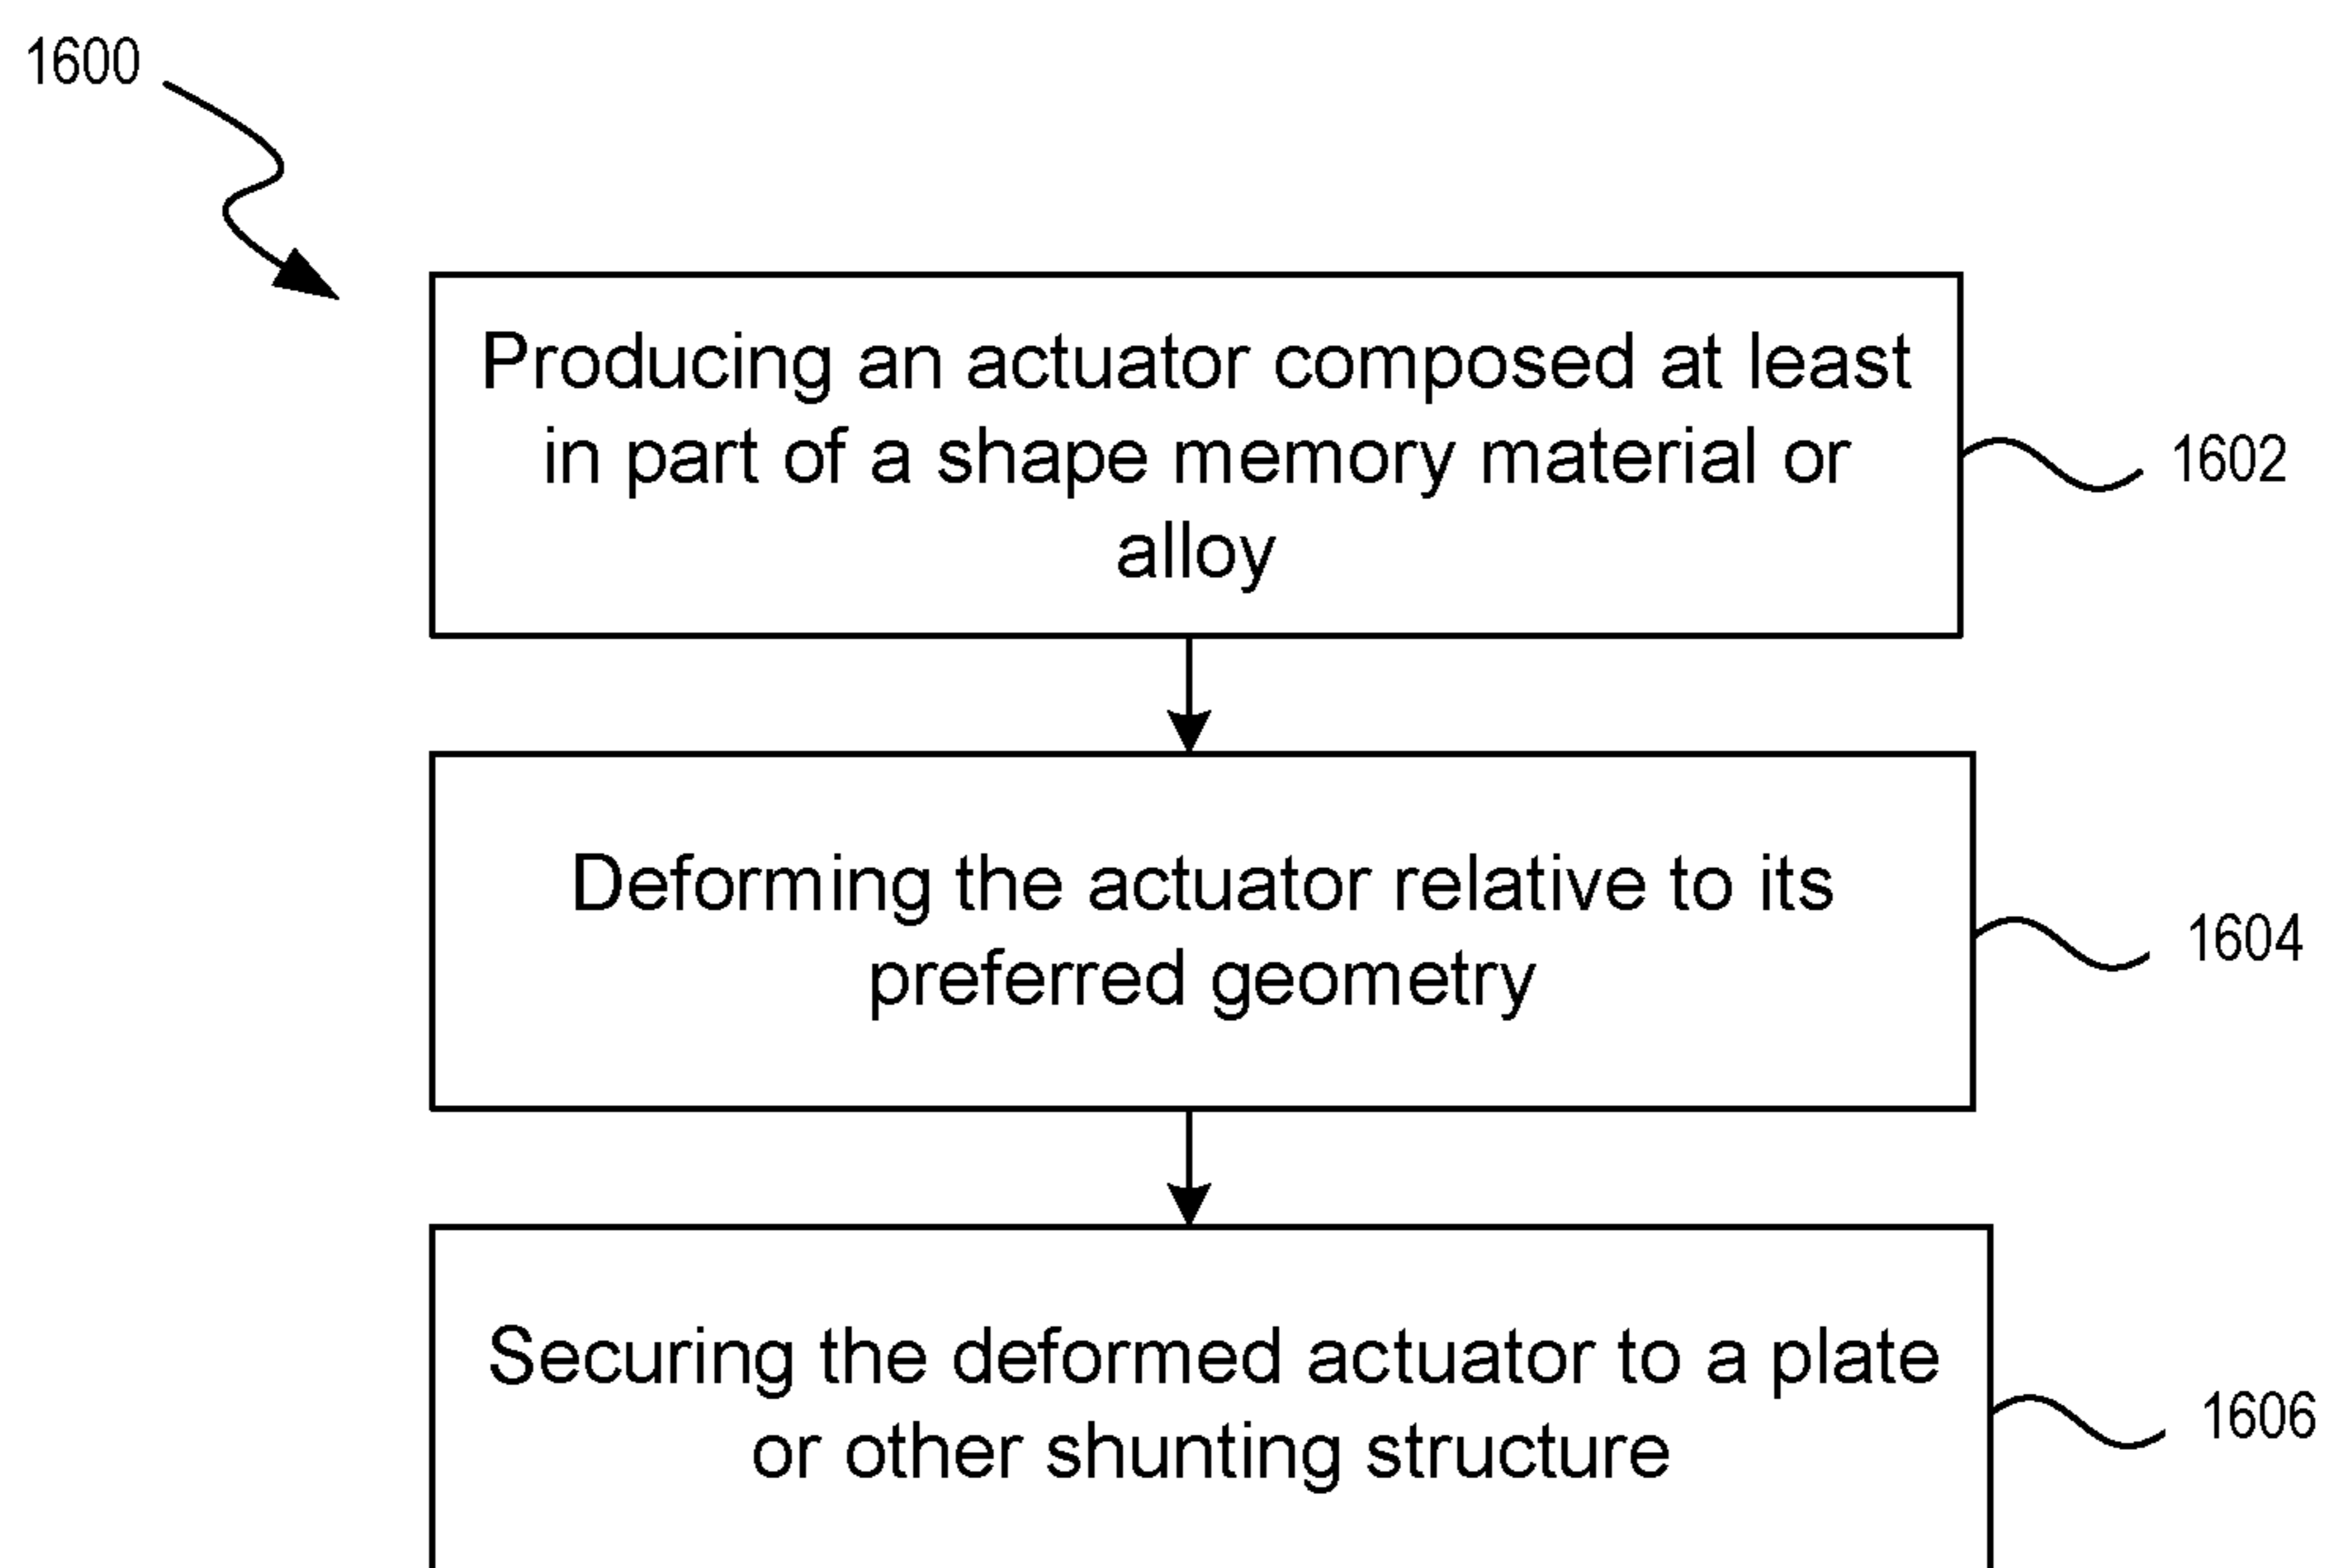 1600
Producing an actuator composed at least
in part of a shape memory material or
alloy
1602
Deforming the actuator relative to its
preferred geometry
1604
Securing the deformed actuator to a plate
or other shunting structure
1606